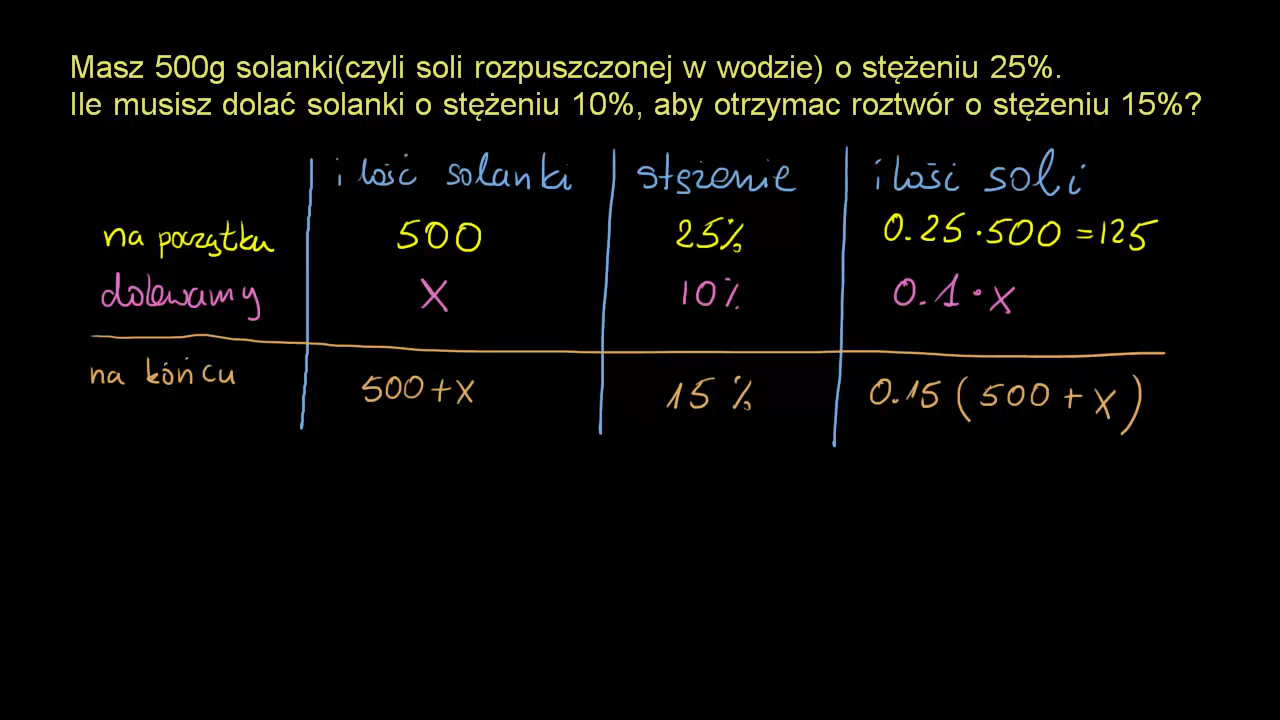 Masz 500g solanki(czyli soli rozpuszczonej w wodzie) o stężeniu 25%.
Ile musisz dolać solanki o stężeniu 10%, aby otrzymac roztwór o stężeniu 15%?
ilość solanki stężenie ilość soli
na początku 500 25% 0.25·500=125
dolewamy x 10% 0.1·x
na końcu 500+x 15% 0.15(500+x)